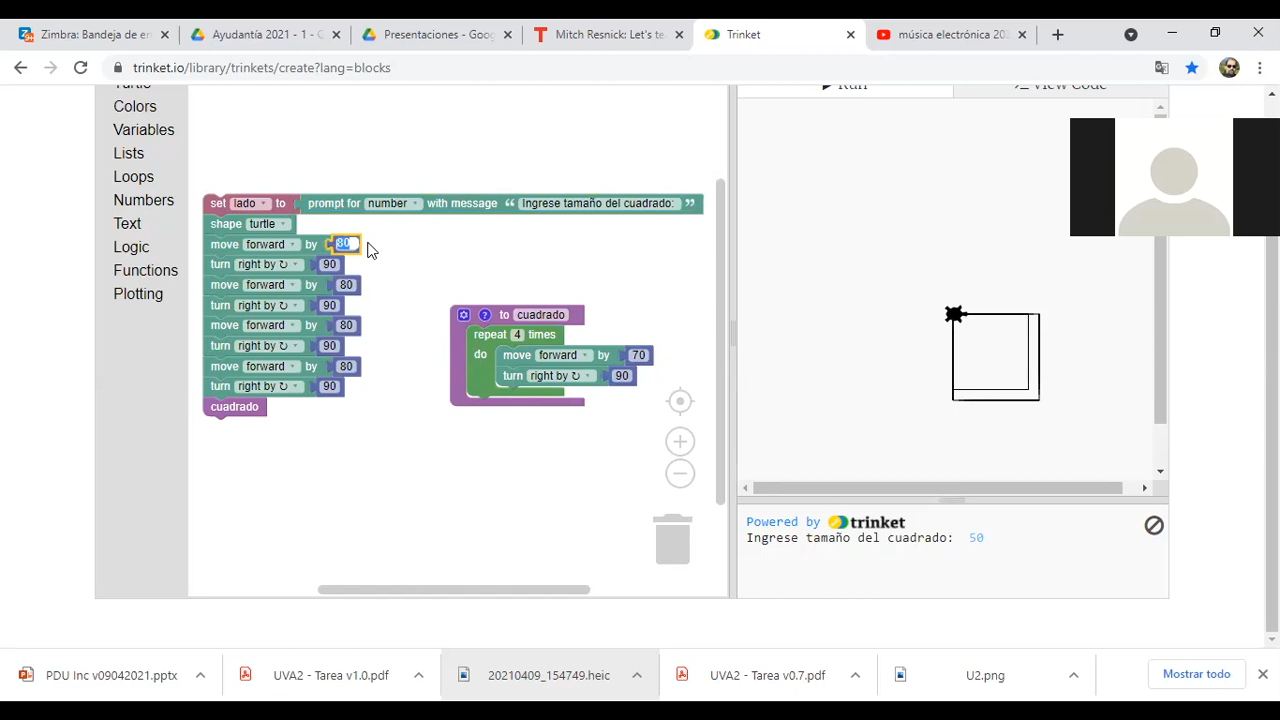 Zimbra: Bandeja de en
Ayudantía 2021 - 1 - G
Presentaciones - Goog
Mitch Resnick: Let's te
Trinket
música electrónica 202
trinket.io/library/trinkets/create?lang=blocks
Turtle
Colors
Variables
Lists
Loops
Numbers
Text
Logic
Functions
Plotting
set lado to prompt for number with message “ Ingrese tamaño del cuadrado: ”
shape turtle
move forward by 80
turn right by ↻ 90
move forward by 80
turn right by ↻ 90
move forward by 80
turn right by ↻ 90
move forward by 80
turn right by ↻ 90
cuadrado
? to cuadrado
repeat 4 times
do move forward by 70
turn right by ↻ 90
Run
View Code
Powered by trinket
Ingrese tamaño del cuadrado: 50
PDU Inc v09042021.pptx
UVA2 - Tarea v1.0.pdf
20210409_154749.heic
UVA2 - Tarea v0.7.pdf
U2.png
Mostrar todo